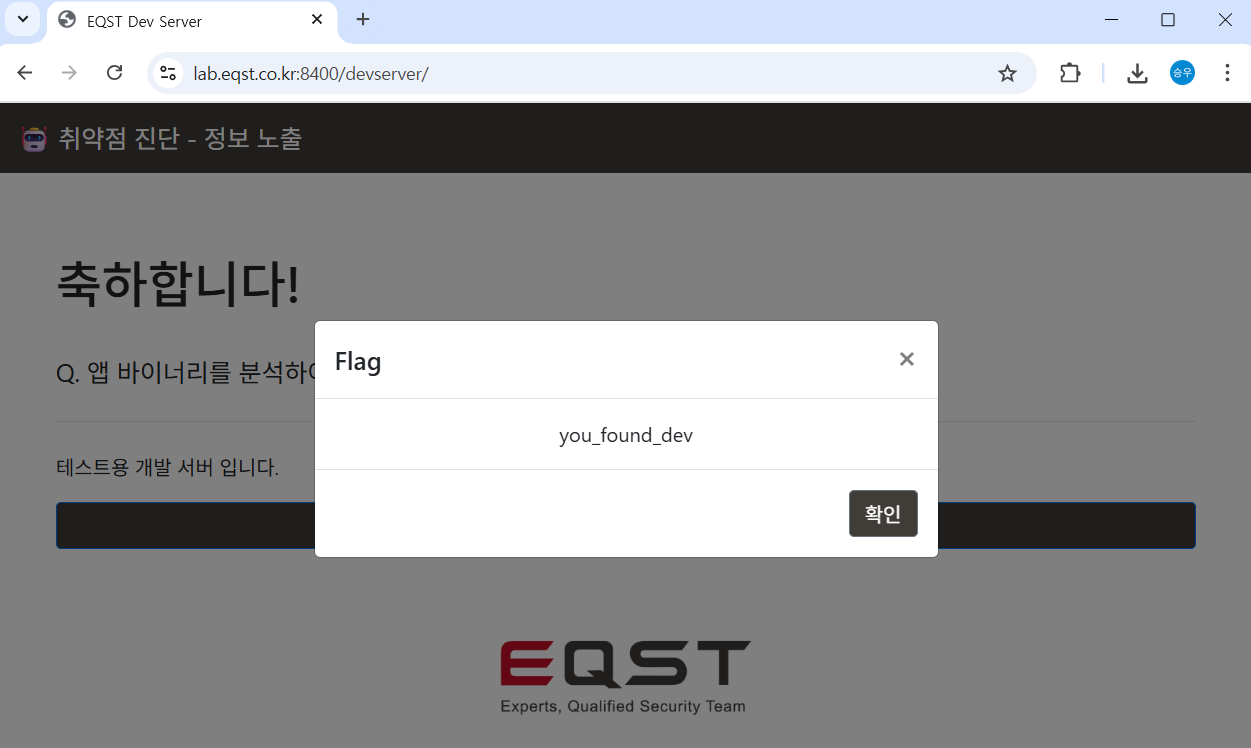 EQST Dev Server
lab.eqst.co.kr:8400/devserver/
승우
취약점 진단 - 정보 노출
축하합니다!
Q. 앱 바이너리를 분석하
Flag
you_found_dev
테스트용 개발 서버 입니다.
확인
EQST
Experts, Qualified Security Team